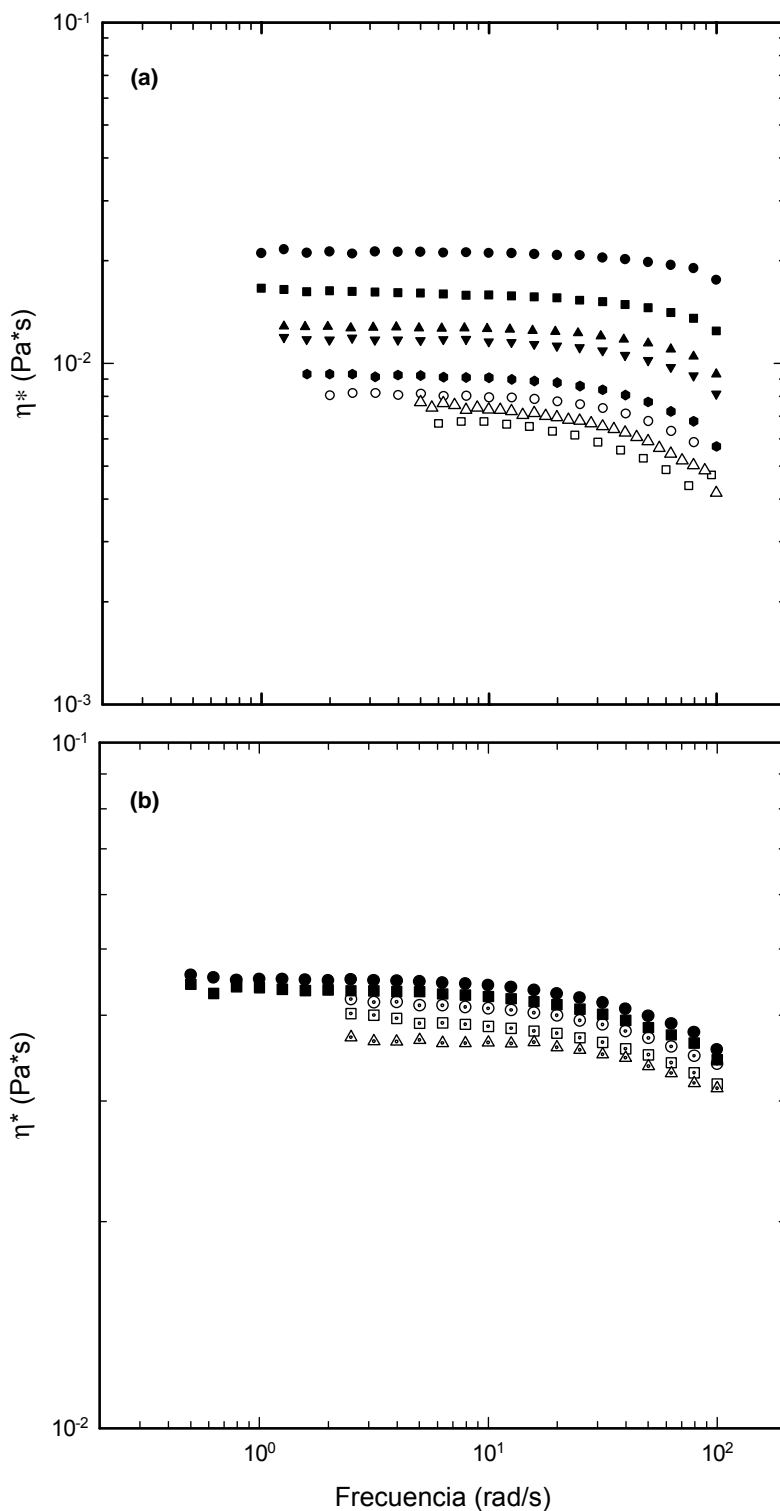 10⁻¹
(a)
η* (Pa*s)
10⁻²
10⁻³
10⁻¹
(b)
η* (Pa*s)
10⁻²
10⁰ 10¹ 10²
Frecuencia (rad/s)